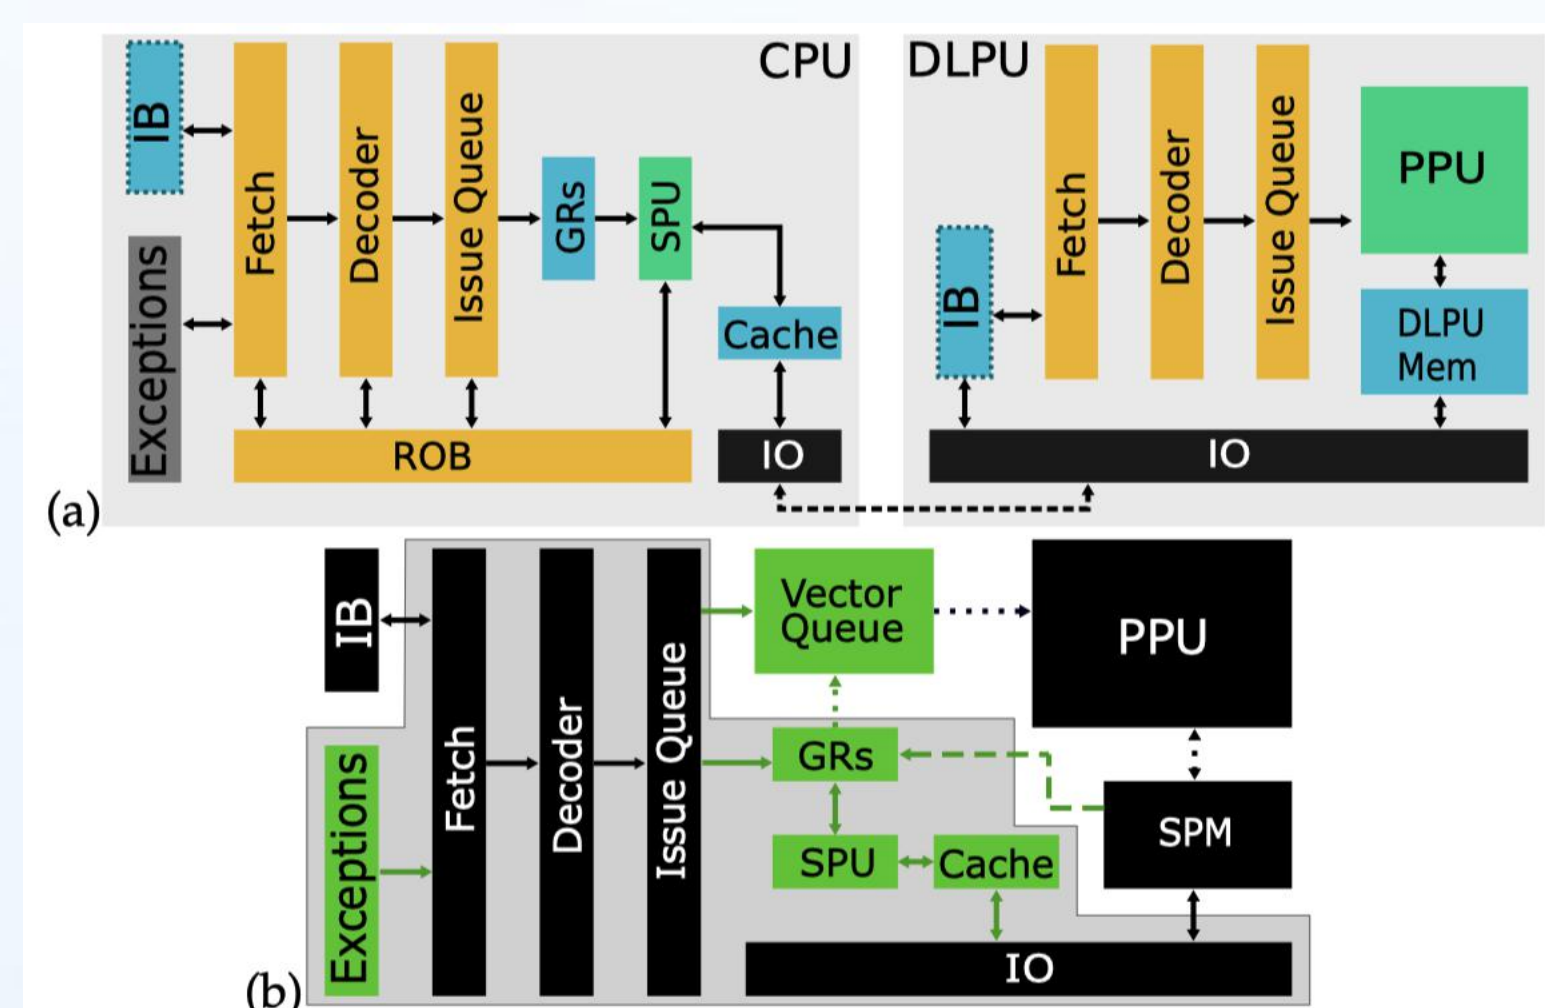 CPU
IB
Exceptions
Fetch
Decoder
Issue Queue
GRs
SPU
Cache
ROB
IO
DLPU
IB
Fetch
Decoder
Issue Queue
PPU
DLPU
Mem
IO
(a)
IB
Exceptions
Fetch
Decoder
Issue Queue
Vector
Queue
PPU
GRs
SPU
Cache
SPM
IO
(b)